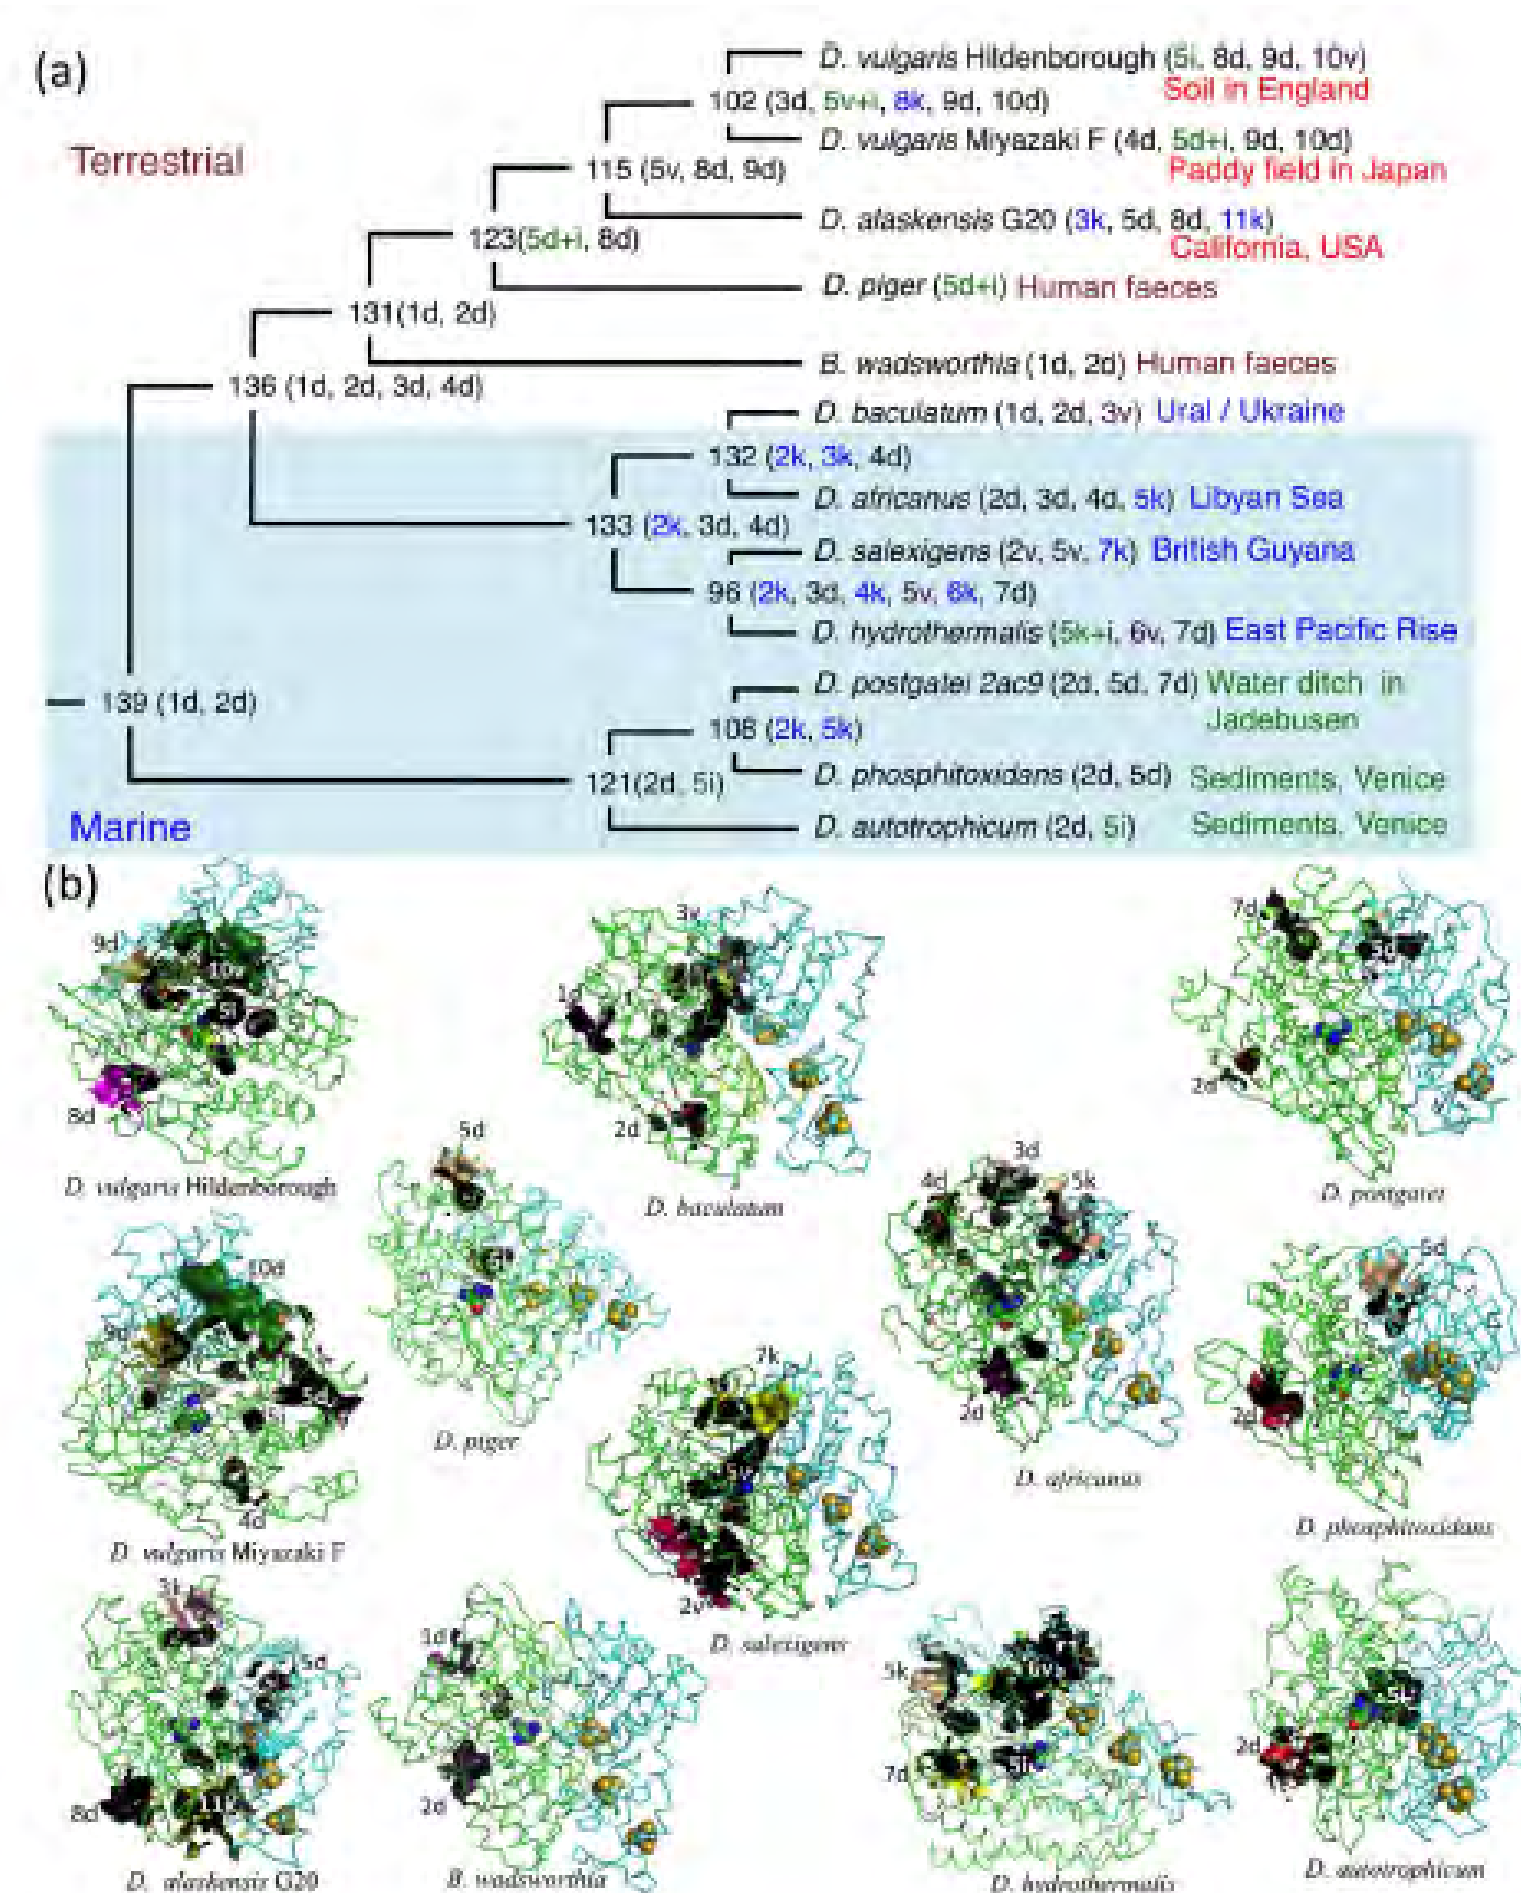 (a)
D. vulgaris Hildenborough (5i, 8d, 9d, 10v)
Soil in England
102 (3d, 5v+i, 8k, 9d, 10d)
D. vulgaris Miyazaki F (4d, 5d+i, 9d, 10d)
Paddy field in Japan
Terrestrial
115 (5v, 8d, 9d)
D. alaskensis G20 (3k, 5d, 8d, 11k)
California, USA
123(5d+i, 8d)
D. piger (5d+i) Human faeces
131(1d, 2d)
B. wadsworthia (1d, 2d) Human faeces
136 (1d, 2d, 3d, 4d)
D. baculatum (1d, 2d, 3v) Ural / Ukraine
132 (2k, 3k, 4d)
D. africanus (2d, 3d, 4d, 5k) Libyan Sea
133 (2k, 3d, 4d)
D. salexigens (2v, 5v, 7k) British Guyana
96 (2k, 3d, 4k, 5v, 6k, 7d)
D. hydrothermalis (5k+i, 6v, 7d) East Pacific Rise
139 (1d, 2d)
D. postgatei 2ac9 (2d, 5d, 7d) Water ditch in
Jadebusen
108 (2k, 5k)
D. phosphitoxidans (2d, 5d) Sediments, Venice
121(2d, 5i)
D. autotrophicum (2d, 5i) Sediments, Venice
Marine
(b)
9d
10v
5i
8d
D. vulgaris Hildenborough
3v
2d
D. baculatum
7d
5d
2d
D. postgatei
5d
D. piger
3d
4d
5k
2d
D. africanus
10d
9d
5d
4d
D. vulgaris Miyazaki F
7k
5v
2v
D. salexigens
5d
2d
D. phosphitoxidans
5d
8d
D. alaskensis G20
1d
2d
B. wadsworthia
5k
6v
7d
5i
D. hydrothermalis
5i
2d
D. autotrophicum